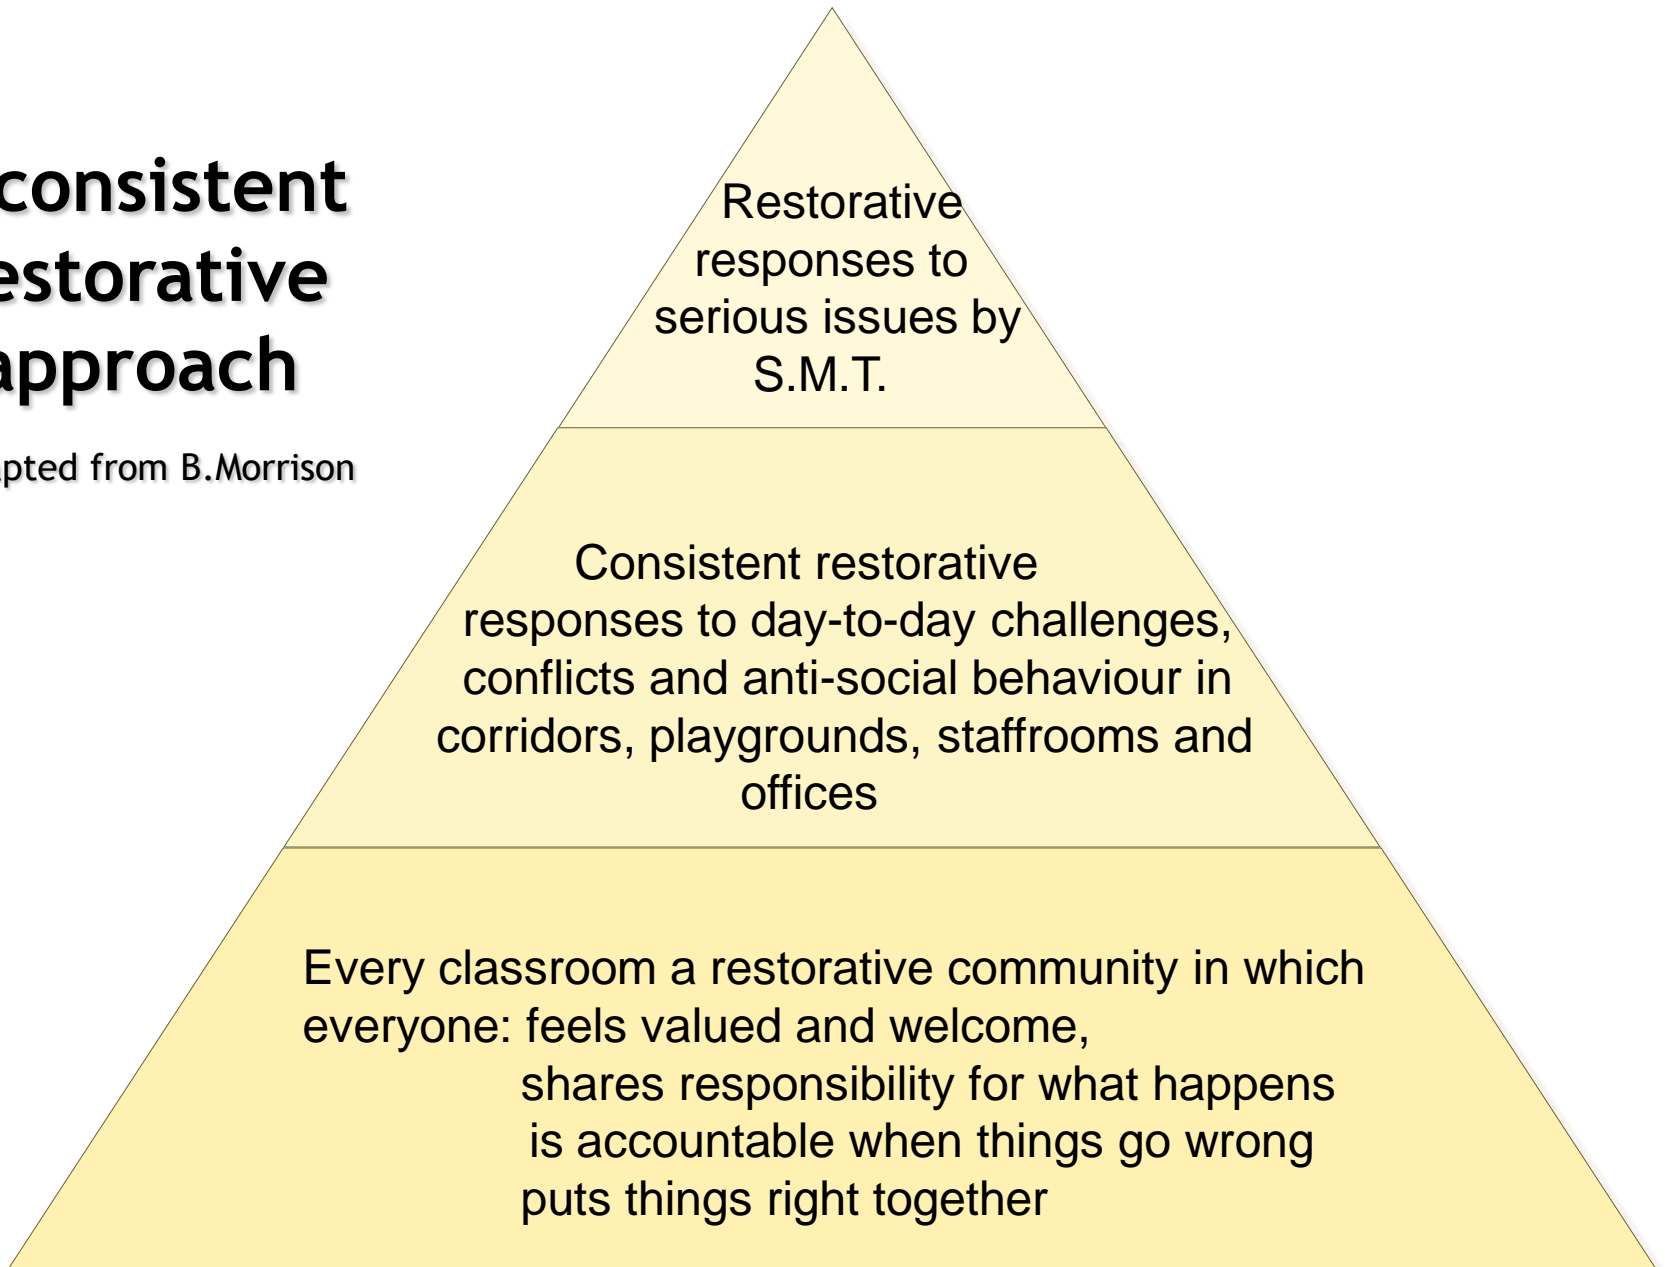 consistent
estorative
approach
pted from B.Morrison
Restorative
responses to
serious issues by
S.M.T.
Consistent restorative
responses to day-to-day challenges,
conflicts and anti-social behaviour in
corridors, playgrounds, staffrooms and
offices
Every classroom a restorative community in which
everyone: feels valued and welcome,
shares responsibility for what happens
is accountable when things go wrong
puts things right together